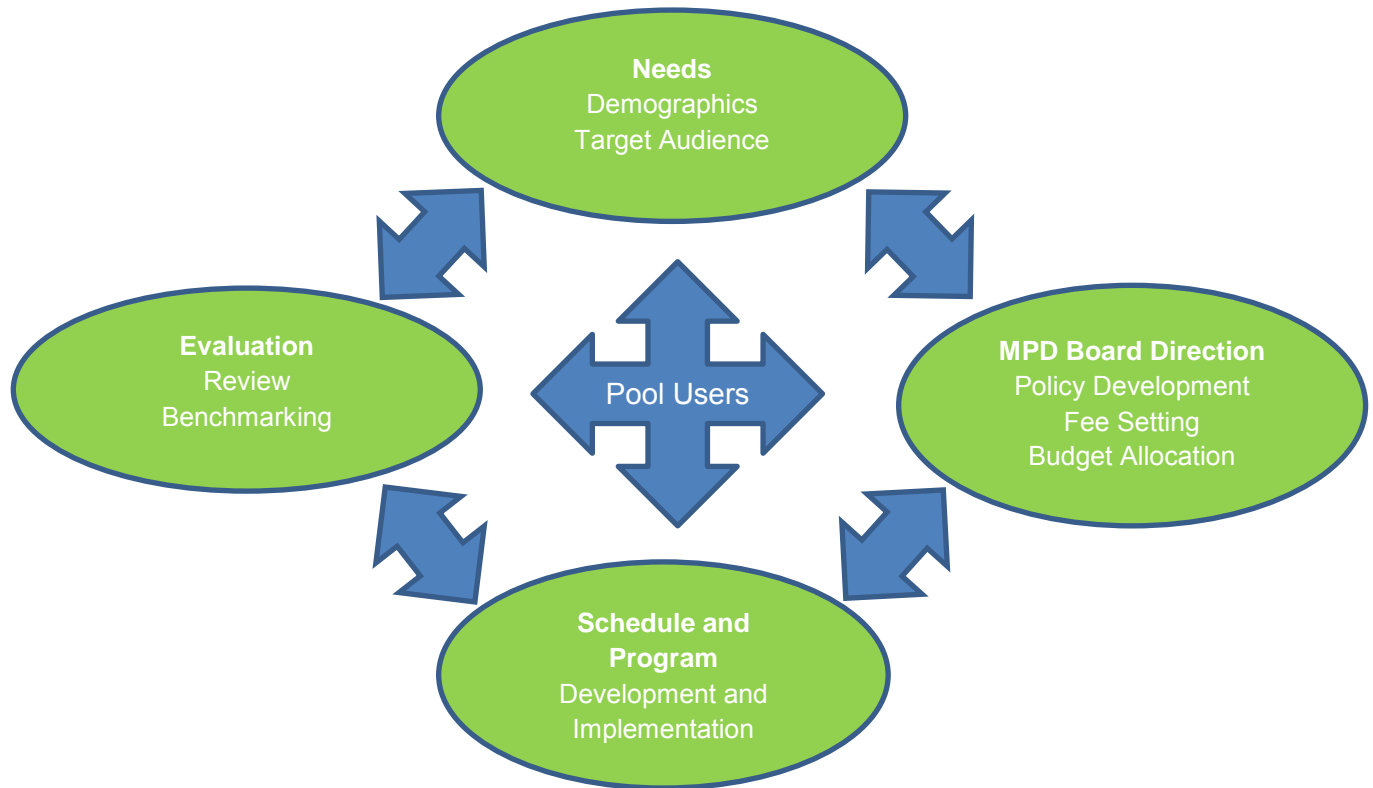 Needs
Demographics
Target Audience
Evaluation
Review
Benchmarking
Pool Users
MPD Board Direction
Policy Development
Fee Setting
Budget Allocation
Schedule and
Program
Development and
Implementation